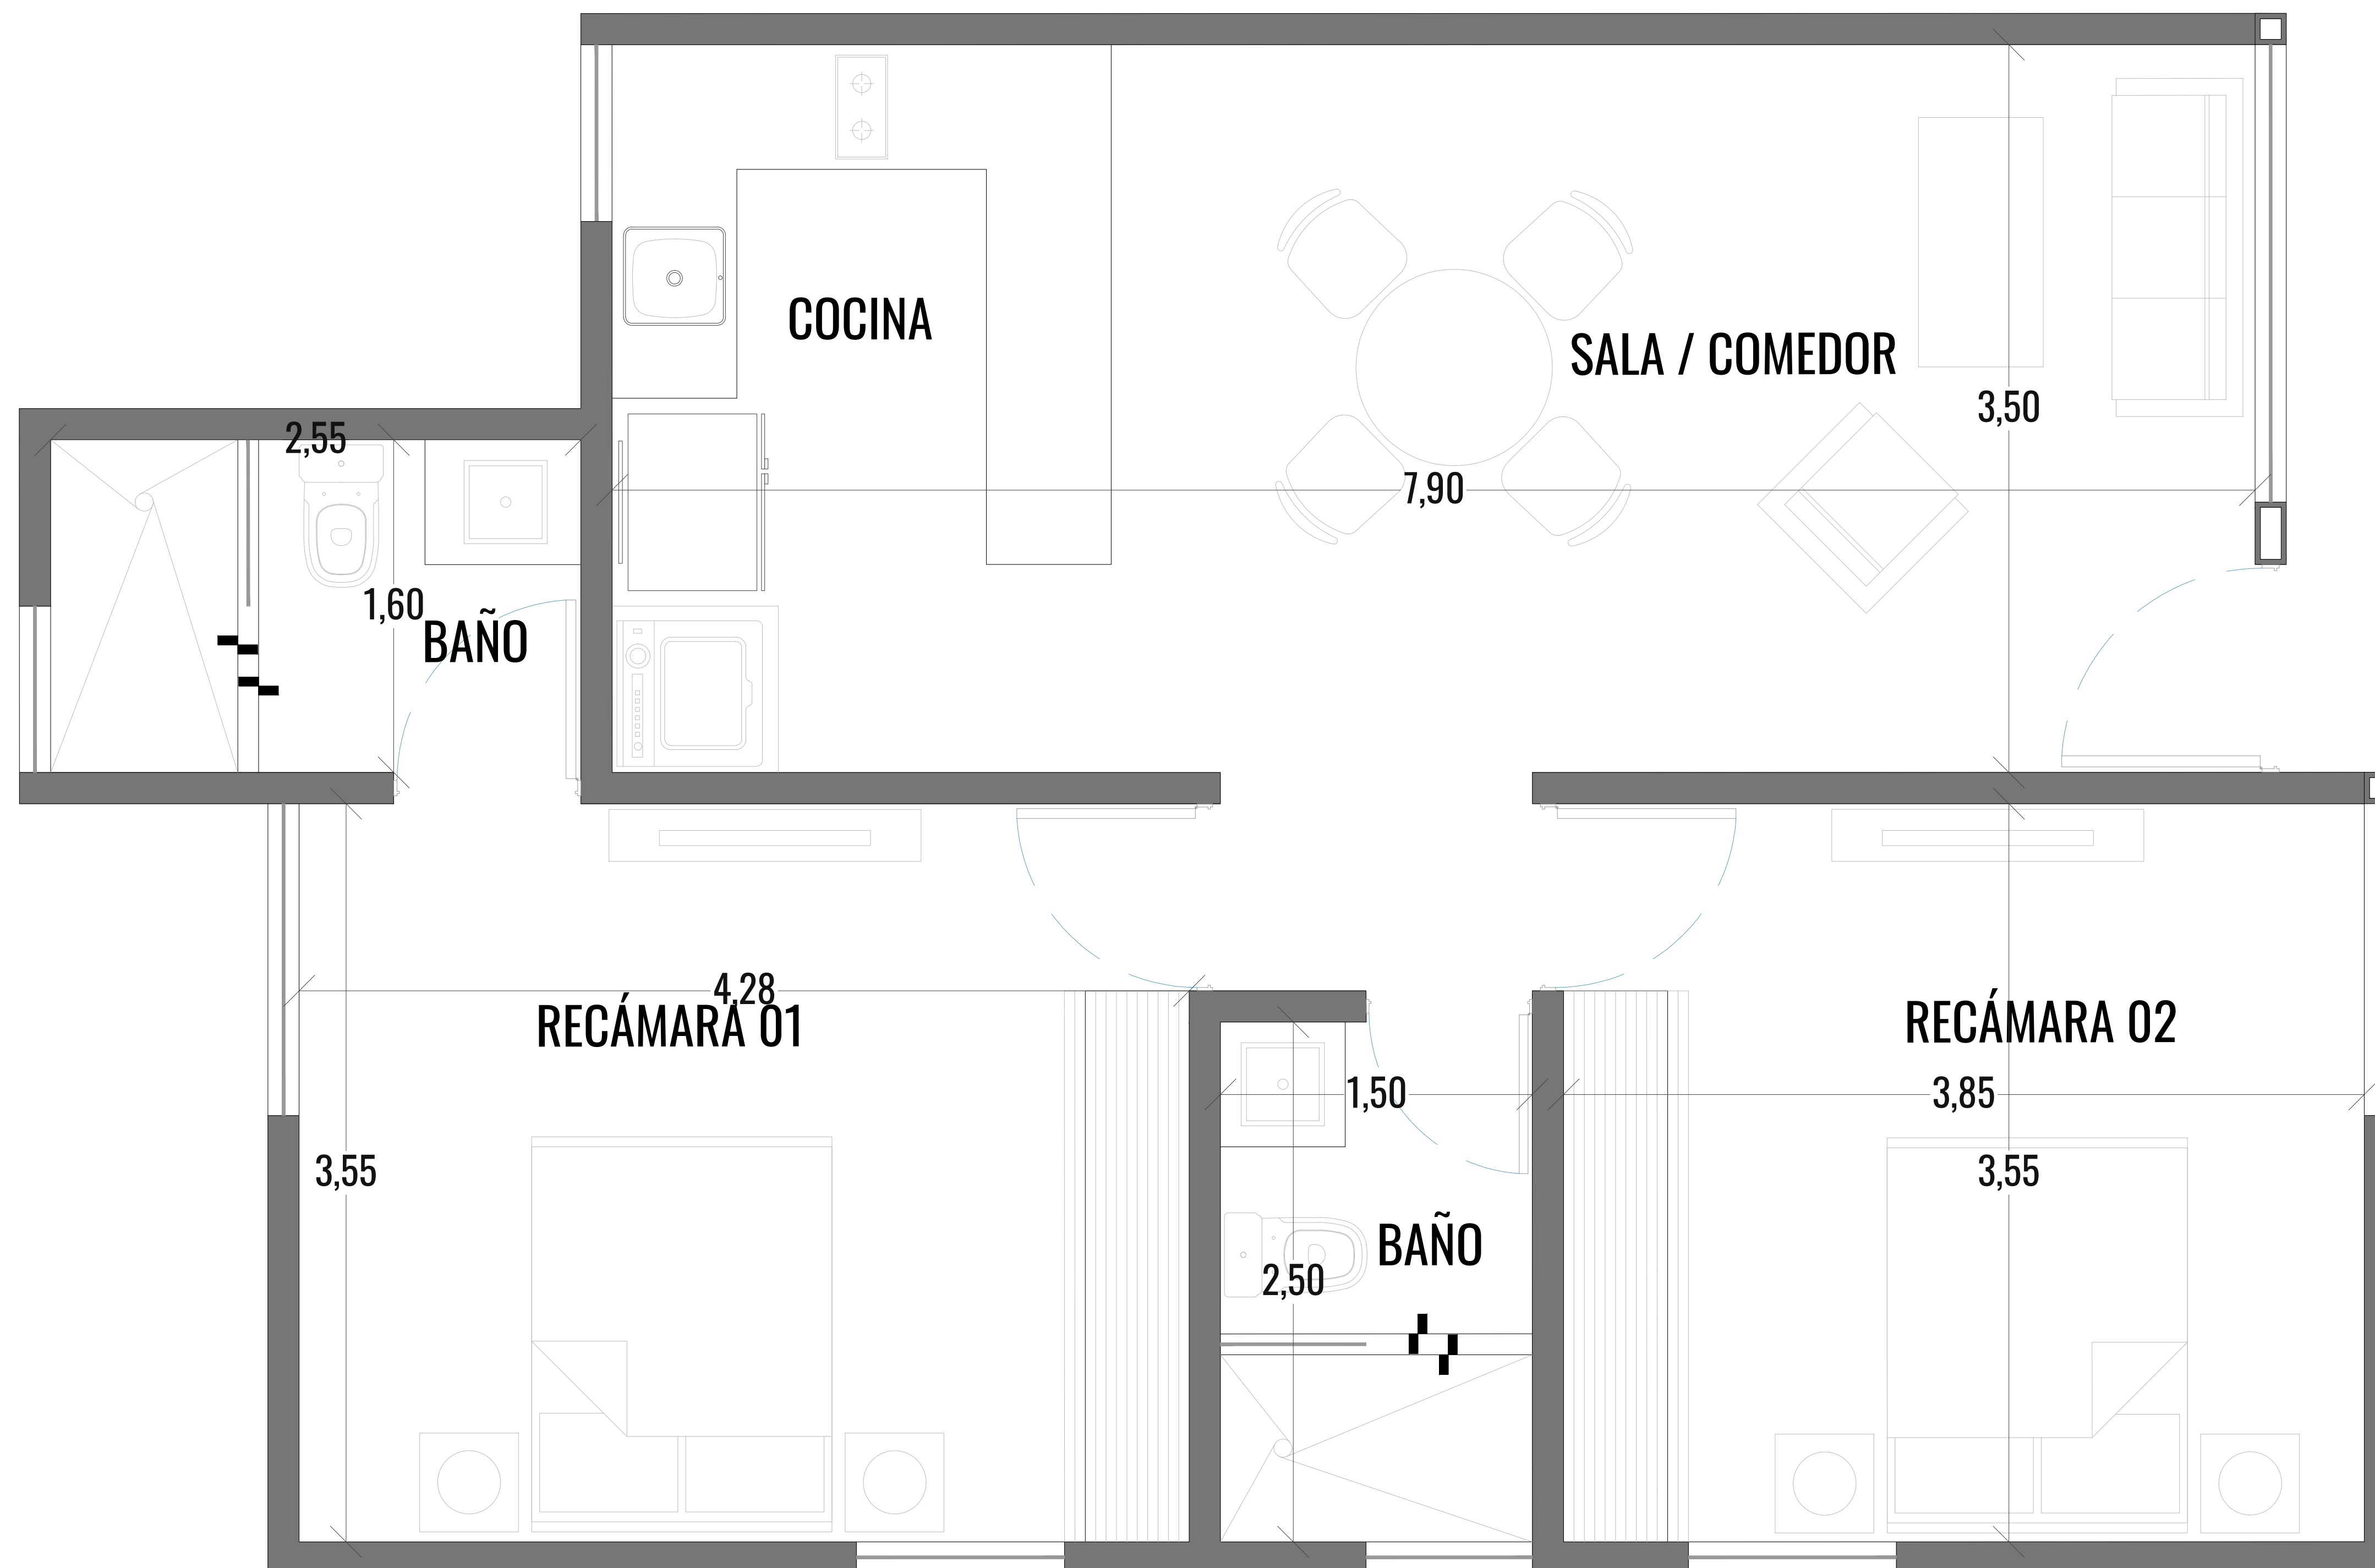 COCINA
SALA / COMEDOR
3,50
2,55
7,90
1,60
BAÑO
4,28
RECÁMARA 01
RECÁMARA 02
1,50
3,85
3,55
3,55
BAÑO
2,50